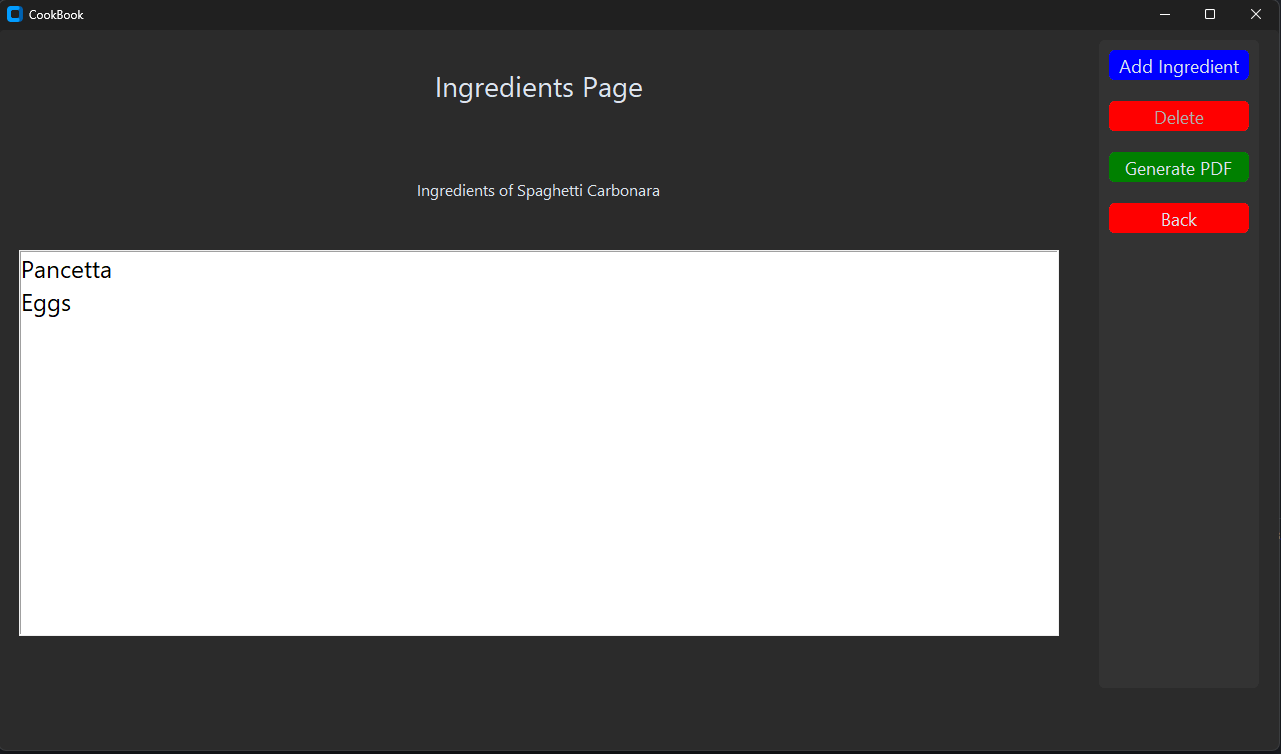 CookBook
Ingredients Page
Ingredients of Spaghetti Carbonara
Pancetta
Eggs
Add Ingredient
Delete
Generate PDF
Back